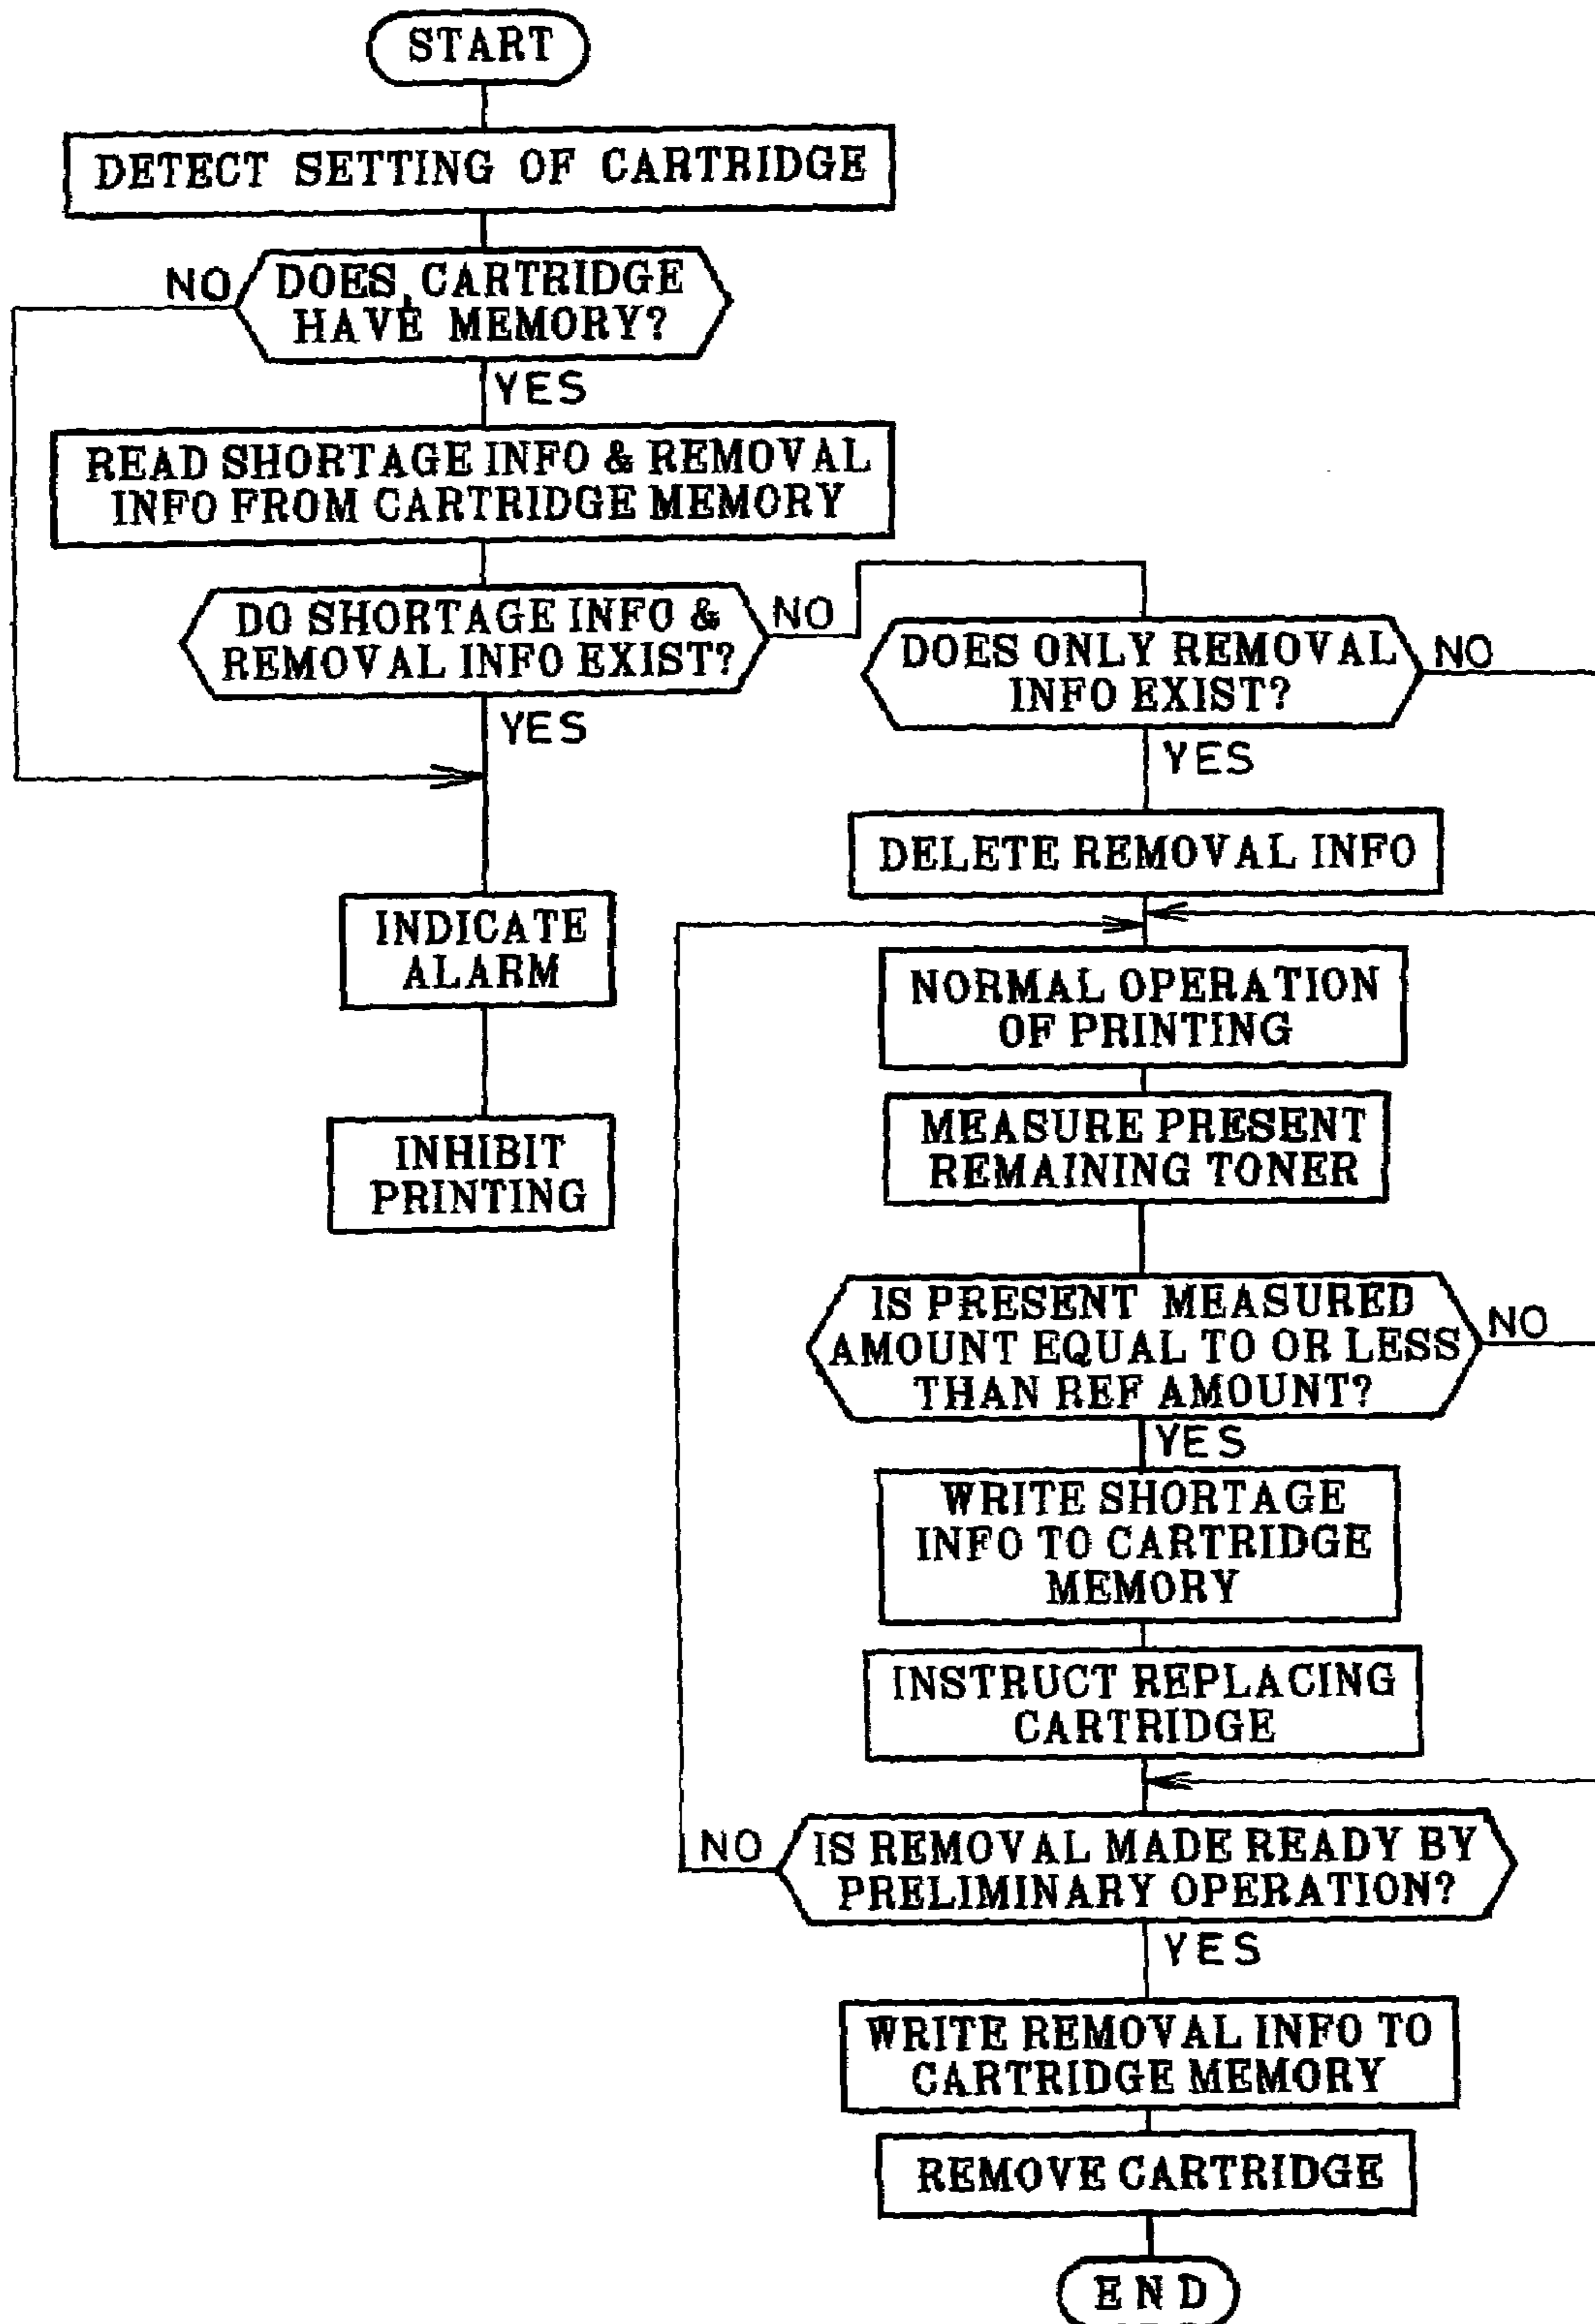 START
DETECT SETTING OF CARTRIDGE
NO
DOES CARTRIDGE
HAVE MEMORY?
YES
READ SHORTAGE INFO & REMOVAL
INFO FROM CARTRIDGE MEMORY
DO SHORTAGE INFO &
REMOVAL INFO EXIST?
NO
YES
INDICATE
ALARM
INHIBIT
PRINTING
DOES ONLY REMOVAL
INFO EXIST?
NO
YES
DELETE REMOVAL INFO
NORMAL OPERATION
OF PRINTING
MEASURE PRESENT
REMAINING TONER
IS PRESENT MEASURED
AMOUNT EQUAL TO OR LESS
THAN REF AMOUNT?
NO
YES
WRITE SHORTAGE
INFO TO CARTRIDGE
MEMORY
INSTRUCT REPLACING
CARTRIDGE
NO
IS REMOVAL MADE READY BY
PRELIMINARY OPERATION?
YES
WRITE REMOVAL INFO TO
CARTRIDGE MEMORY
REMOVE CARTRIDGE
END